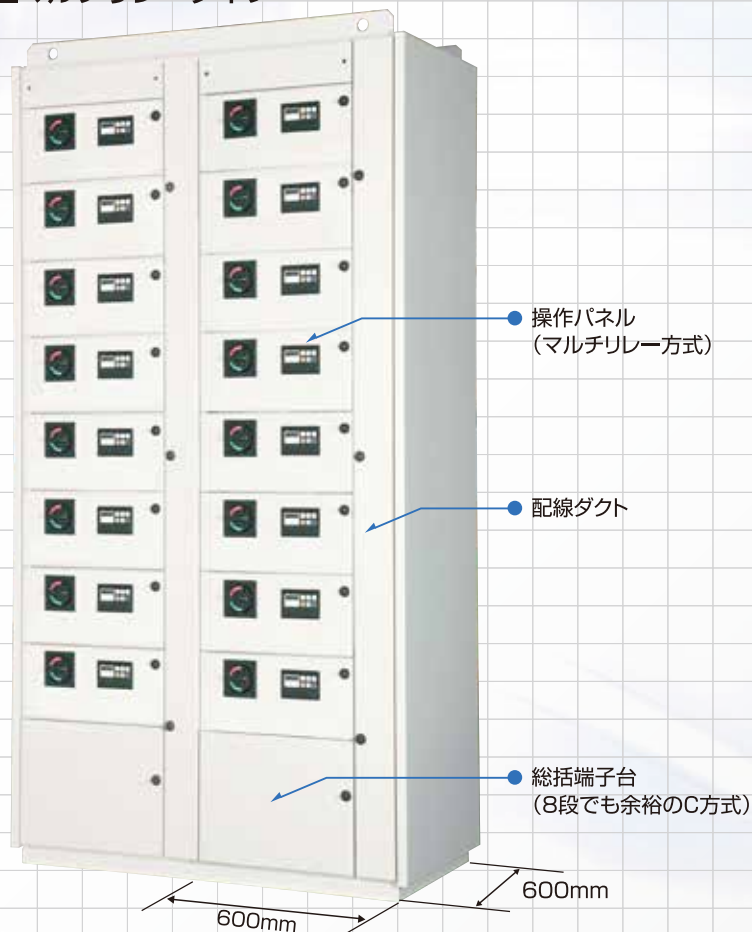 操作パネル
（マルチリレー方式）
配線ダクト
総括端子台
（8段でも余裕のC方式）
600mm
600mm